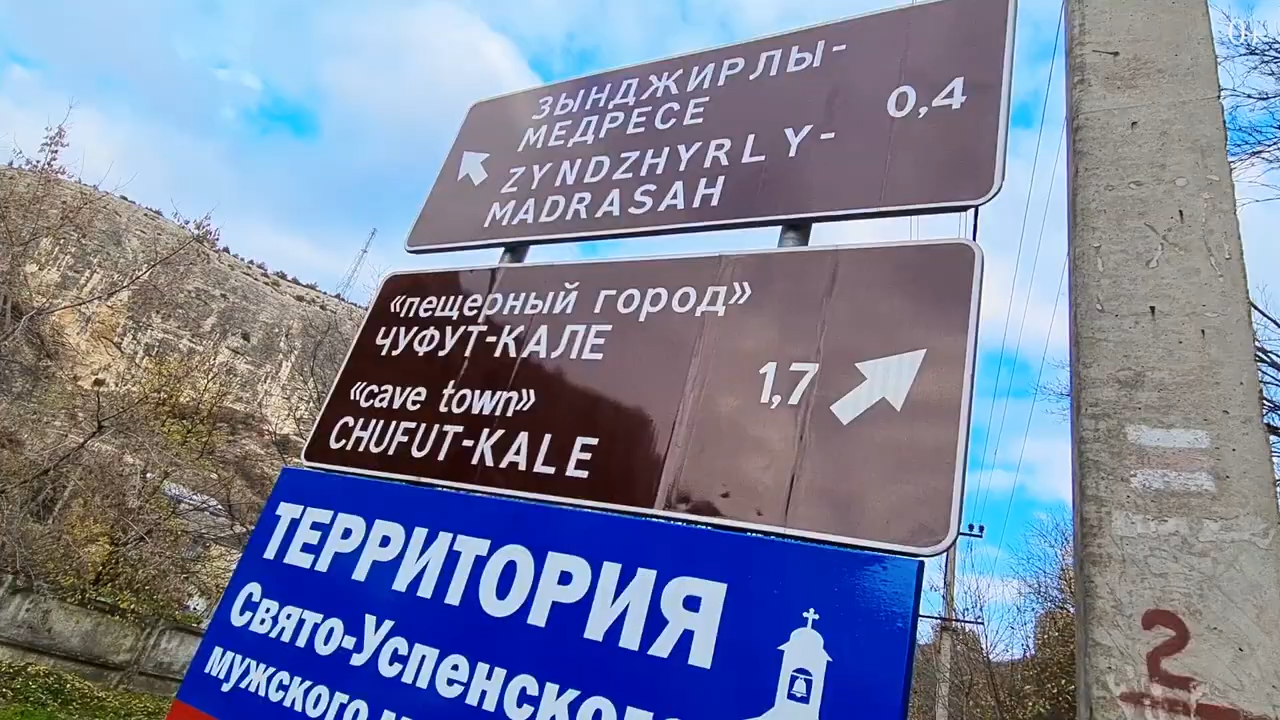 ЗЫНДЖИРЛЫ-
МЕДРЕСЕ
ZYNDZHYRLY-
MADRASAH
0,4
«пещерный город»
ЧУФУТ-КАЛЕ
«cave town»
CHUFUT-KALE
1,7
ТЕРРИТОРИЯ
Свято-Успенского
мужского
2